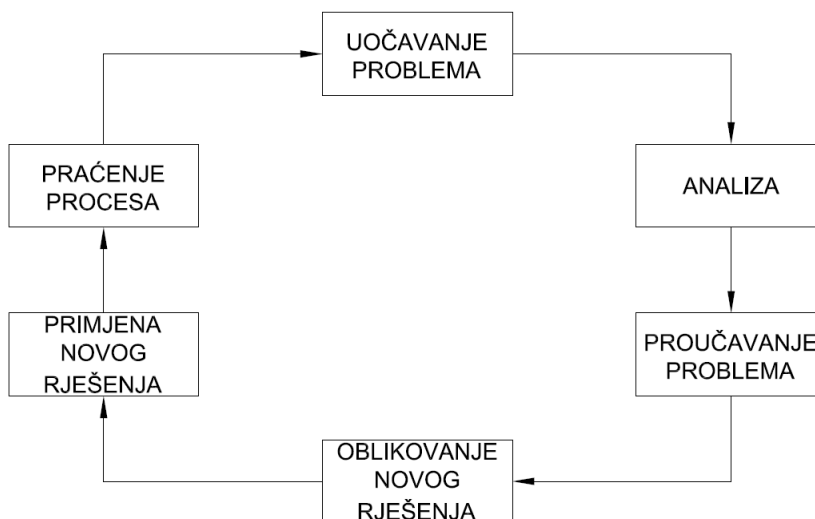 UOČAVANJE
PROBLEMA
ANALIZA
PROUČAVANJE
PROBLEMA
OBLIKOVANJE
NOVOG
RJEŠENJA
PRIMJENA
NOVOG
RJEŠENJA
PRAĆENJE
PROCESA